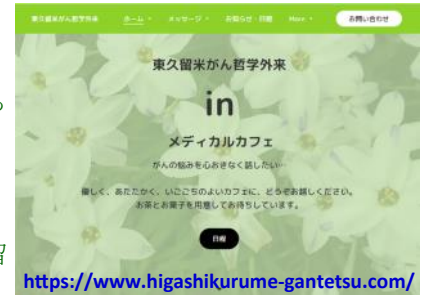 東久留米がん哲学外来
ホーム
メッセージ
お知らせ・日程
More
お問い合わせ
東久留米がん哲学外来
in
メディカルカフェ
がんの悩みを心おきなく話したい…
優しく、あたたかく、いごこちのよいカフェに、どうぞお越しください。
お茶とお菓子を用意してお待ちしています。
日程
https://www.higashikurume-gantetsu.com/